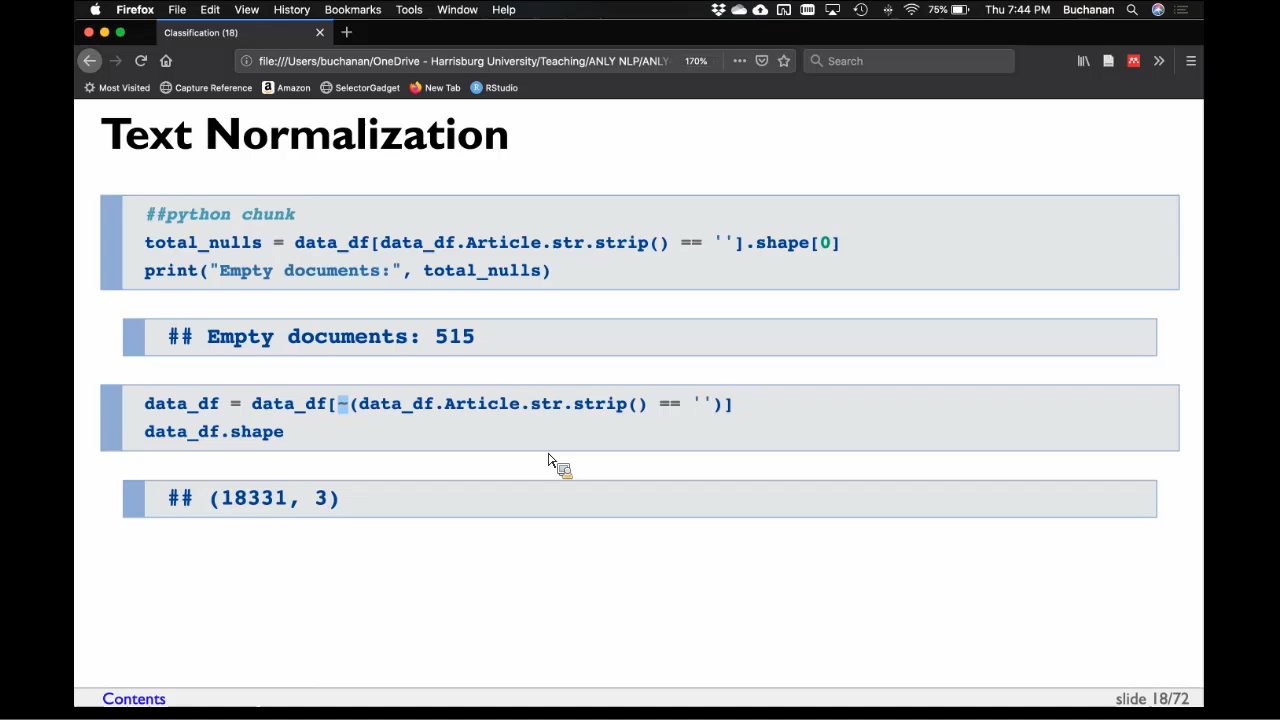 Firefox File Edit View History Bookmarks Tools Window Help 75% Thu 7:44 PM Buchanan
Classification (18)
file:///Users/buchanan/OneDrive - Harrisburg University/Teaching/ANLY NLP/ANLY 170% Search
Most Visited Capture Reference Amazon SelectorGadget New Tab RStudio
Text Normalization
##python chunk
total_nulls = data_df[data_df.Article.str.strip() == ''].shape[0]
print("Empty documents:", total_nulls)
## Empty documents: 515
data_df = data_df[~(data_df.Article.str.strip() == '')]
data_df.shape
## (18331, 3)
Contents slide 18/72